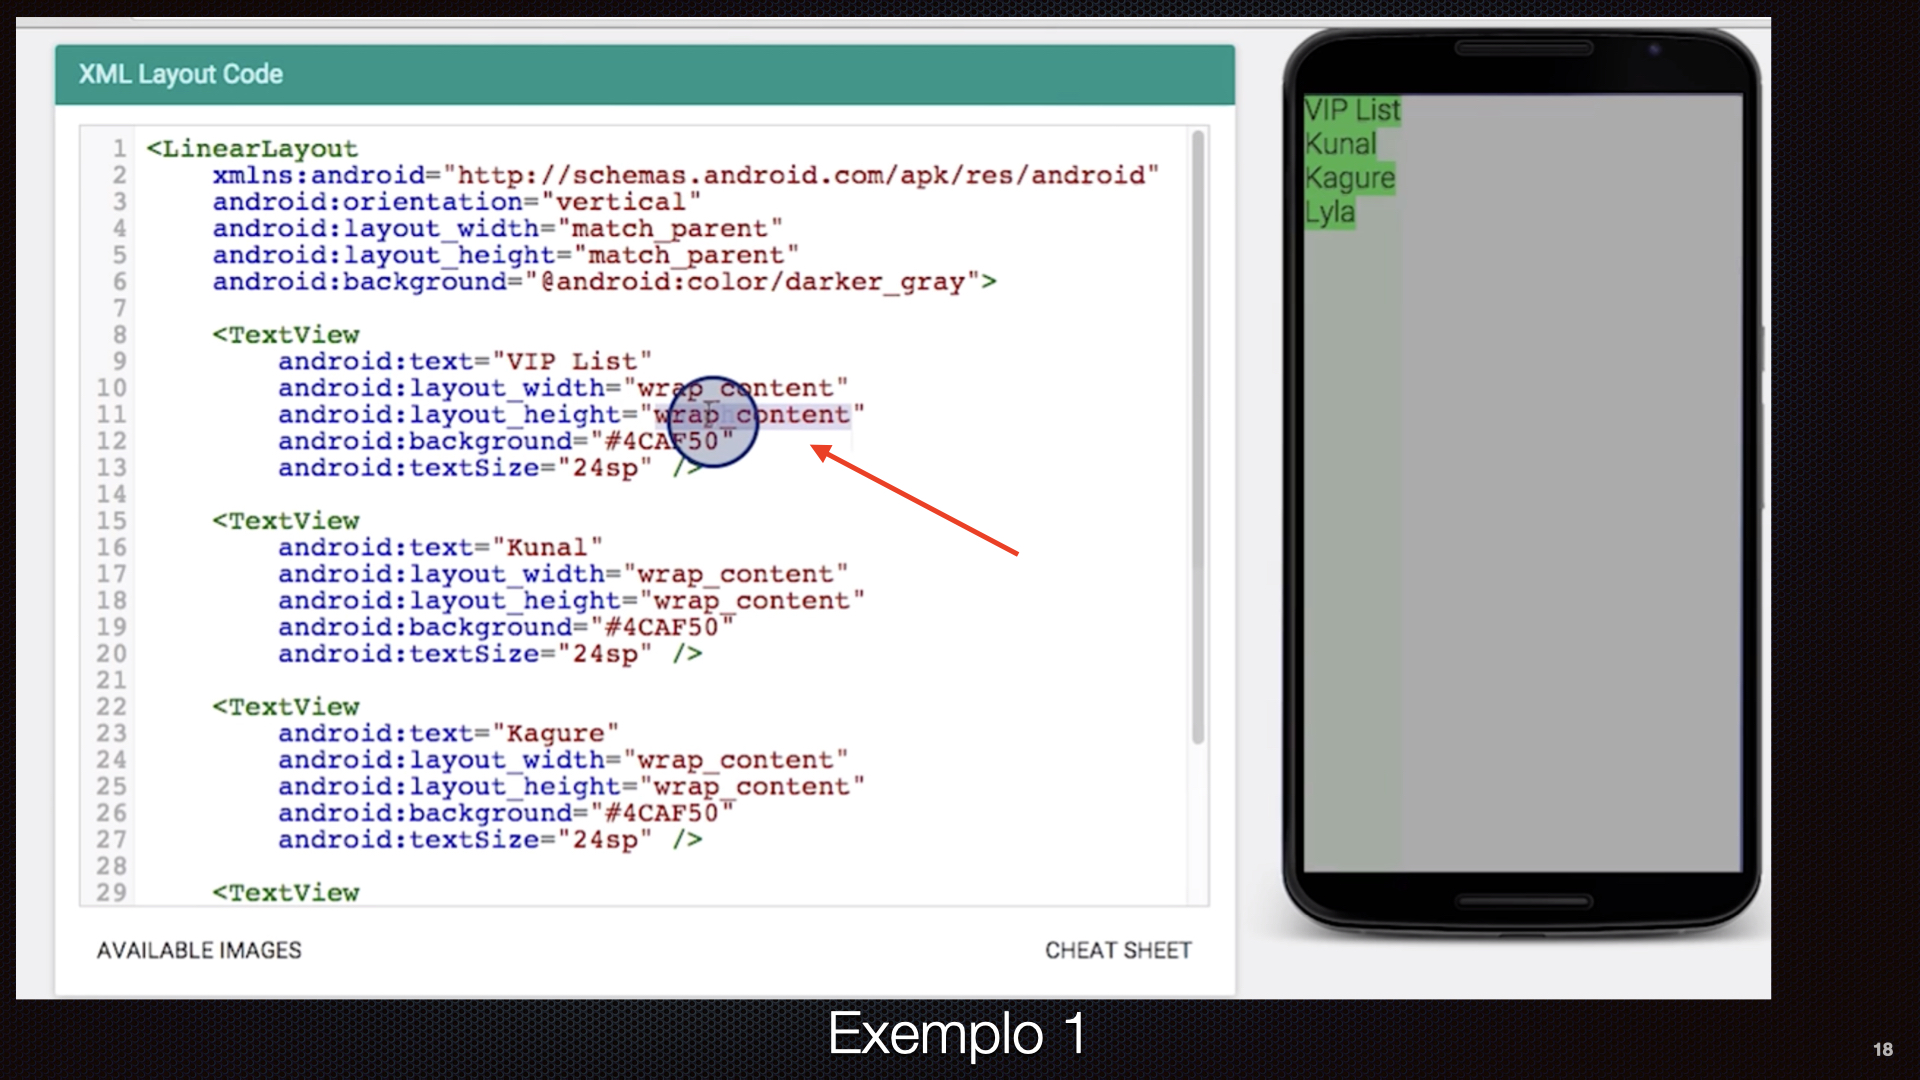 XML Layout Code
1 <LinearLayout
2 xmlns:android="http://schemas.android.com/apk/res/android"
3 android:orientation="vertical"
4 android:layout_width="match_parent"
5 android:layout_height="match_parent"
6 android:background="@android:color/darker_gray">
7
8 <TextView
9 android:text="VIP List"
10 android:layout_width="wrap_content"
11 android:layout_height="wrap_content"
12 android:background="#4CAF50"
13 android:textSize="24sp" />
14
15 <TextView
16 android:text="Kunal"
17 android:layout_width="wrap_content"
18 android:layout_height="wrap_content"
19 android:background="#4CAF50"
20 android:textSize="24sp" />
21
22 <TextView
23 android:text="Kagure"
24 android:layout_width="wrap_content"
25 android:layout_height="wrap_content"
26 android:background="#4CAF50"
27 android:textSize="24sp" />
28
29 <TextView
AVAILABLE IMAGES
CHEAT SHEET
VIP List
Kunal
Kagure
Lyla
Exemplo 1
18